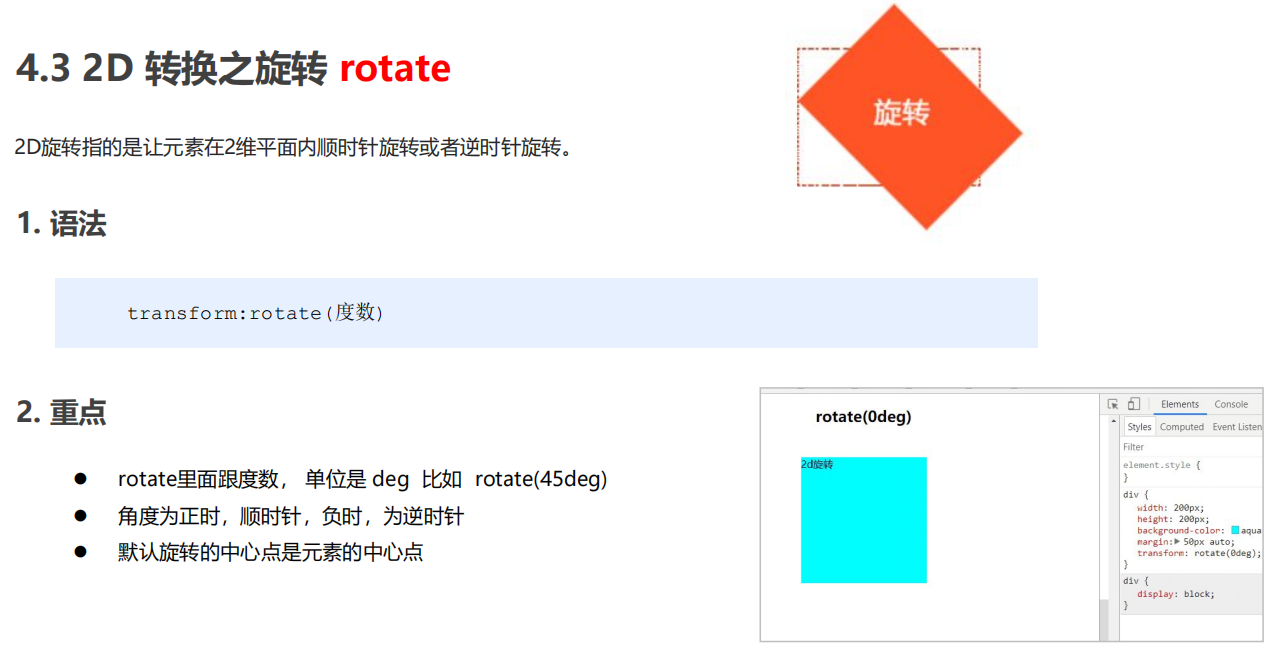 4.3 2D 转换之旋转 rotate
旋转
2D旋转指的是让元素在2维平面内顺时针旋转或者逆时针旋转。
1. 语法
transform:rotate(度数)
2. 重点
rotate里面跟度数， 单位是 deg 比如 rotate(45deg)
角度为正时，顺时针，负时，为逆时针
默认旋转的中心点是元素的中心点
rotate(0deg)
2d旋转
Elements Console
Styles Computed Event Listen
Filter
element.style {
}
div {
width: 200px;
height: 200px;
background-color: aqua
margin: 50px auto;
transform: rotate(0deg);
}
div {
display: block;
}